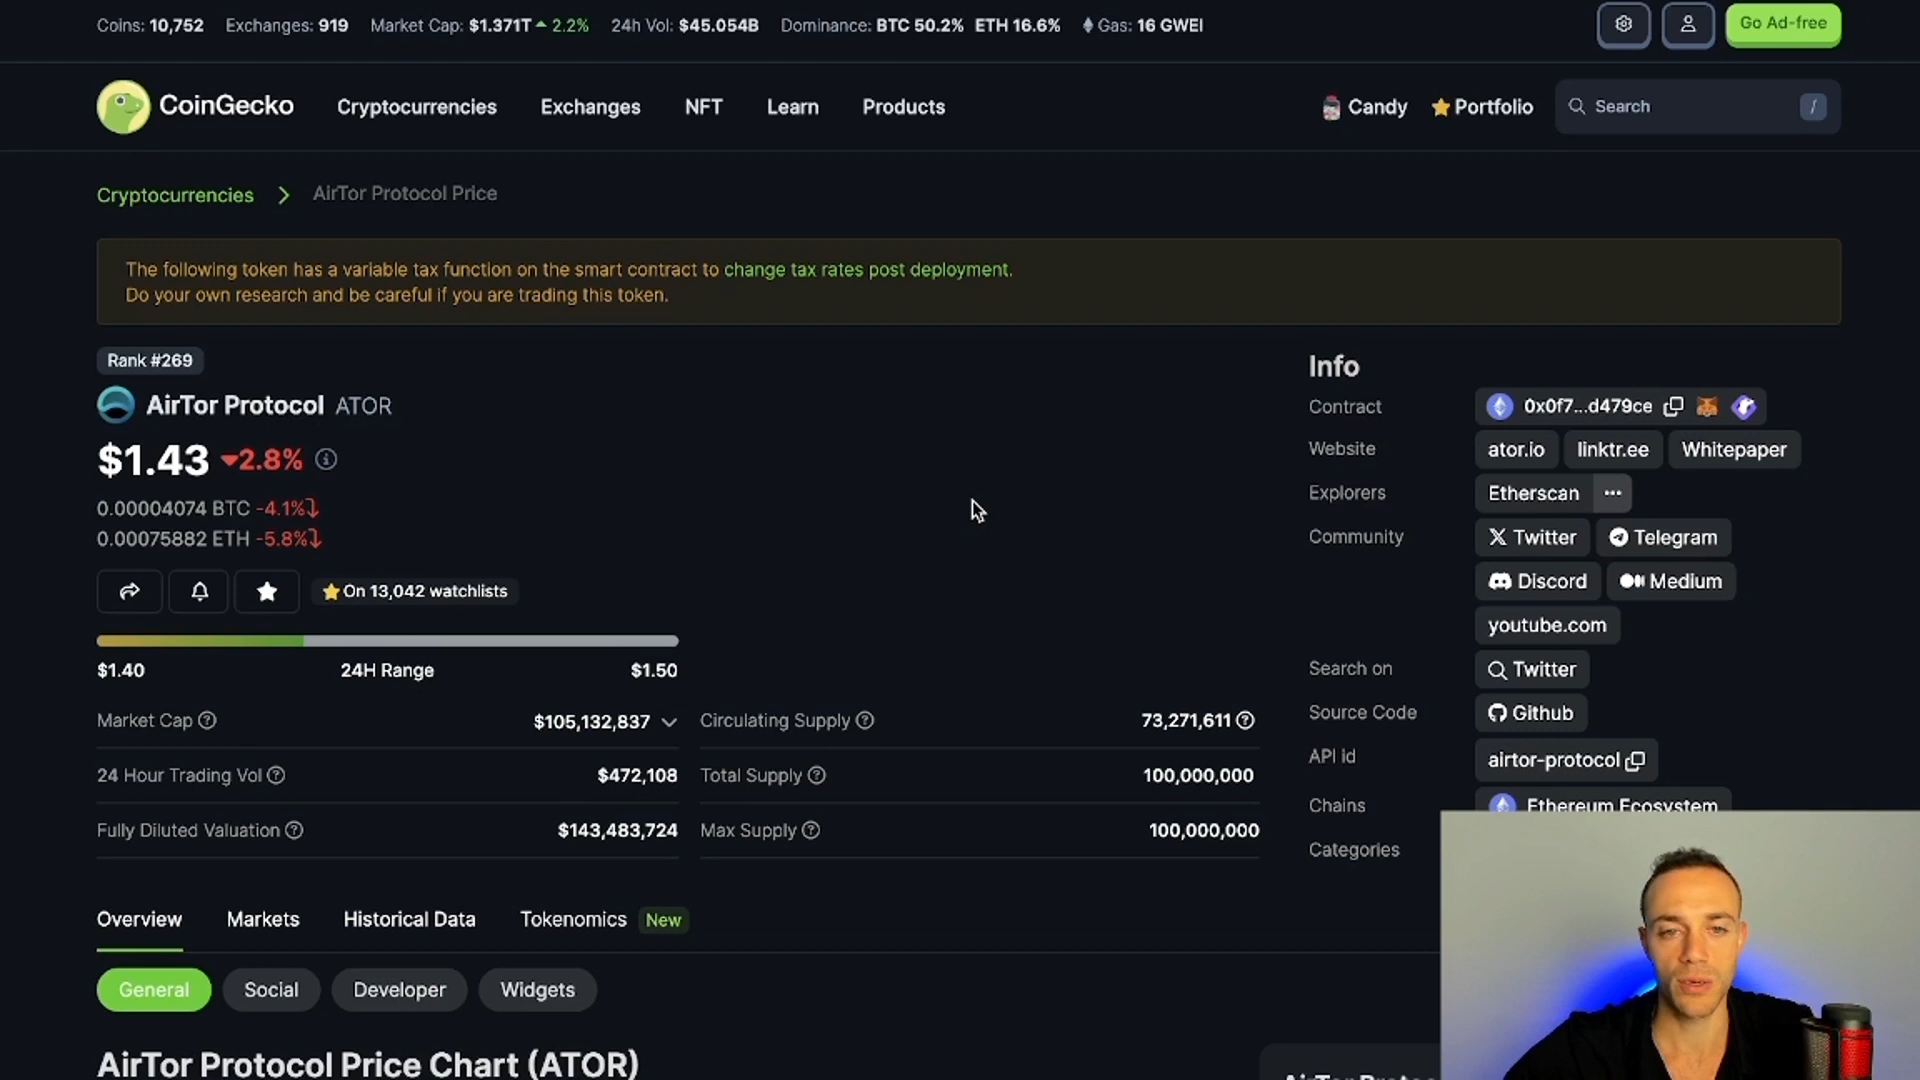 Coins: 10,752 Exchanges: 919 Market Cap: $1.371T 2.2% 24h Vol: $45.054B Dominance: BTC 50.2% ETH 16.6% Gas: 16 GWEI
Go Ad-free
CoinGecko Cryptocurrencies Exchanges NFT Learn Products Candy Portfolio Search /
Cryptocurrencies > AirTor Protocol Price
The following token has a variable tax function on the smart contract to change tax rates post deployment.
Do your own research and be careful if you are trading this token.
Rank #269
AirTor Protocol ATOR
$1.43 2.8%
0.00004074 BTC -4.1%
0.00075882 ETH -5.8%
On 13,042 watchlists
$1.40 24H Range $1.50
Market Cap $105,132,837
24 Hour Trading Vol $472,108
Fully Diluted Valuation $143,483,724
Circulating Supply 73,271,611
Total Supply 100,000,000
Max Supply 100,000,000
Info
Contract 0x0f7...d479ce
Website ator.io linktr.ee Whitepaper
Explorers Etherscan ...
Community X Twitter Telegram
Discord Medium
youtube.com
Search on Twitter
Source Code Github
API id airtor-protocol
Chains Ethereum Ecosystem
Categories
Overview Markets Historical Data Tokenomics New
General Social Developer Widgets
AirTor Protocol Price Chart (ATOR)